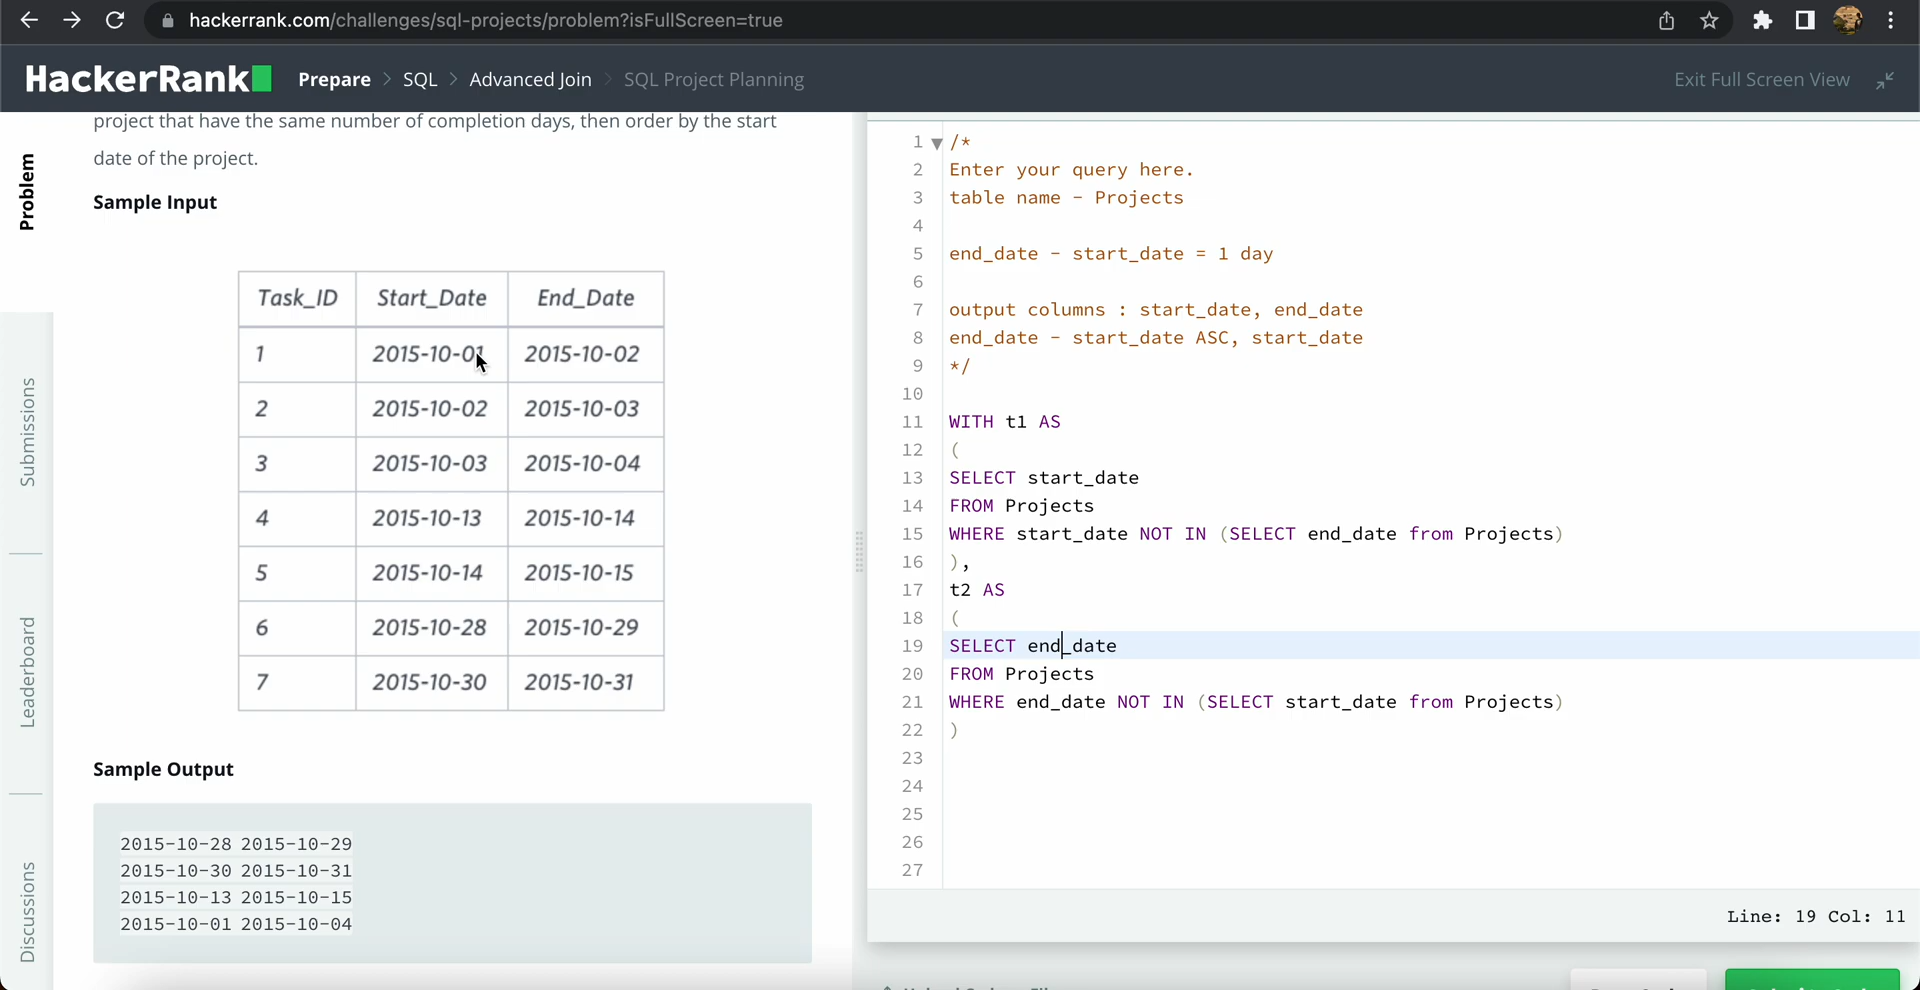 hackerrank.com/challenges/sql-projects/problem?isFullScreen=true
HackerRank
Prepare > SQL > Advanced Join > SQL Project Planning
Exit Full Screen View
Problem
Submissions
Leaderboard
Discussions
project that have the same number of completion days, then order by the start
date of the project.
Sample Input
Task_ID Start_Date End_Date
1 2015-10-01 2015-10-02
2 2015-10-02 2015-10-03
3 2015-10-03 2015-10-04
4 2015-10-13 2015-10-14
5 2015-10-14 2015-10-15
6 2015-10-28 2015-10-29
7 2015-10-30 2015-10-31
Sample Output
2015-10-28 2015-10-29
2015-10-30 2015-10-31
2015-10-13 2015-10-15
2015-10-01 2015-10-04
1 /*
2 Enter your query here.
3 table name - Projects
4
5 end_date - start_date = 1 day
6
7 output columns : start_date, end_date
8 end_date - start_date ASC, start_date
9 */
10
11 WITH t1 AS
12 (
13 SELECT start_date
14 FROM Projects
15 WHERE start_date NOT IN (SELECT end_date from Projects)
16 ),
17 t2 AS
18 (
19 SELECT end_date
20 FROM Projects
21 WHERE end_date NOT IN (SELECT start_date from Projects)
22 )
23
24
25
26
27
Line: 19 Col: 11